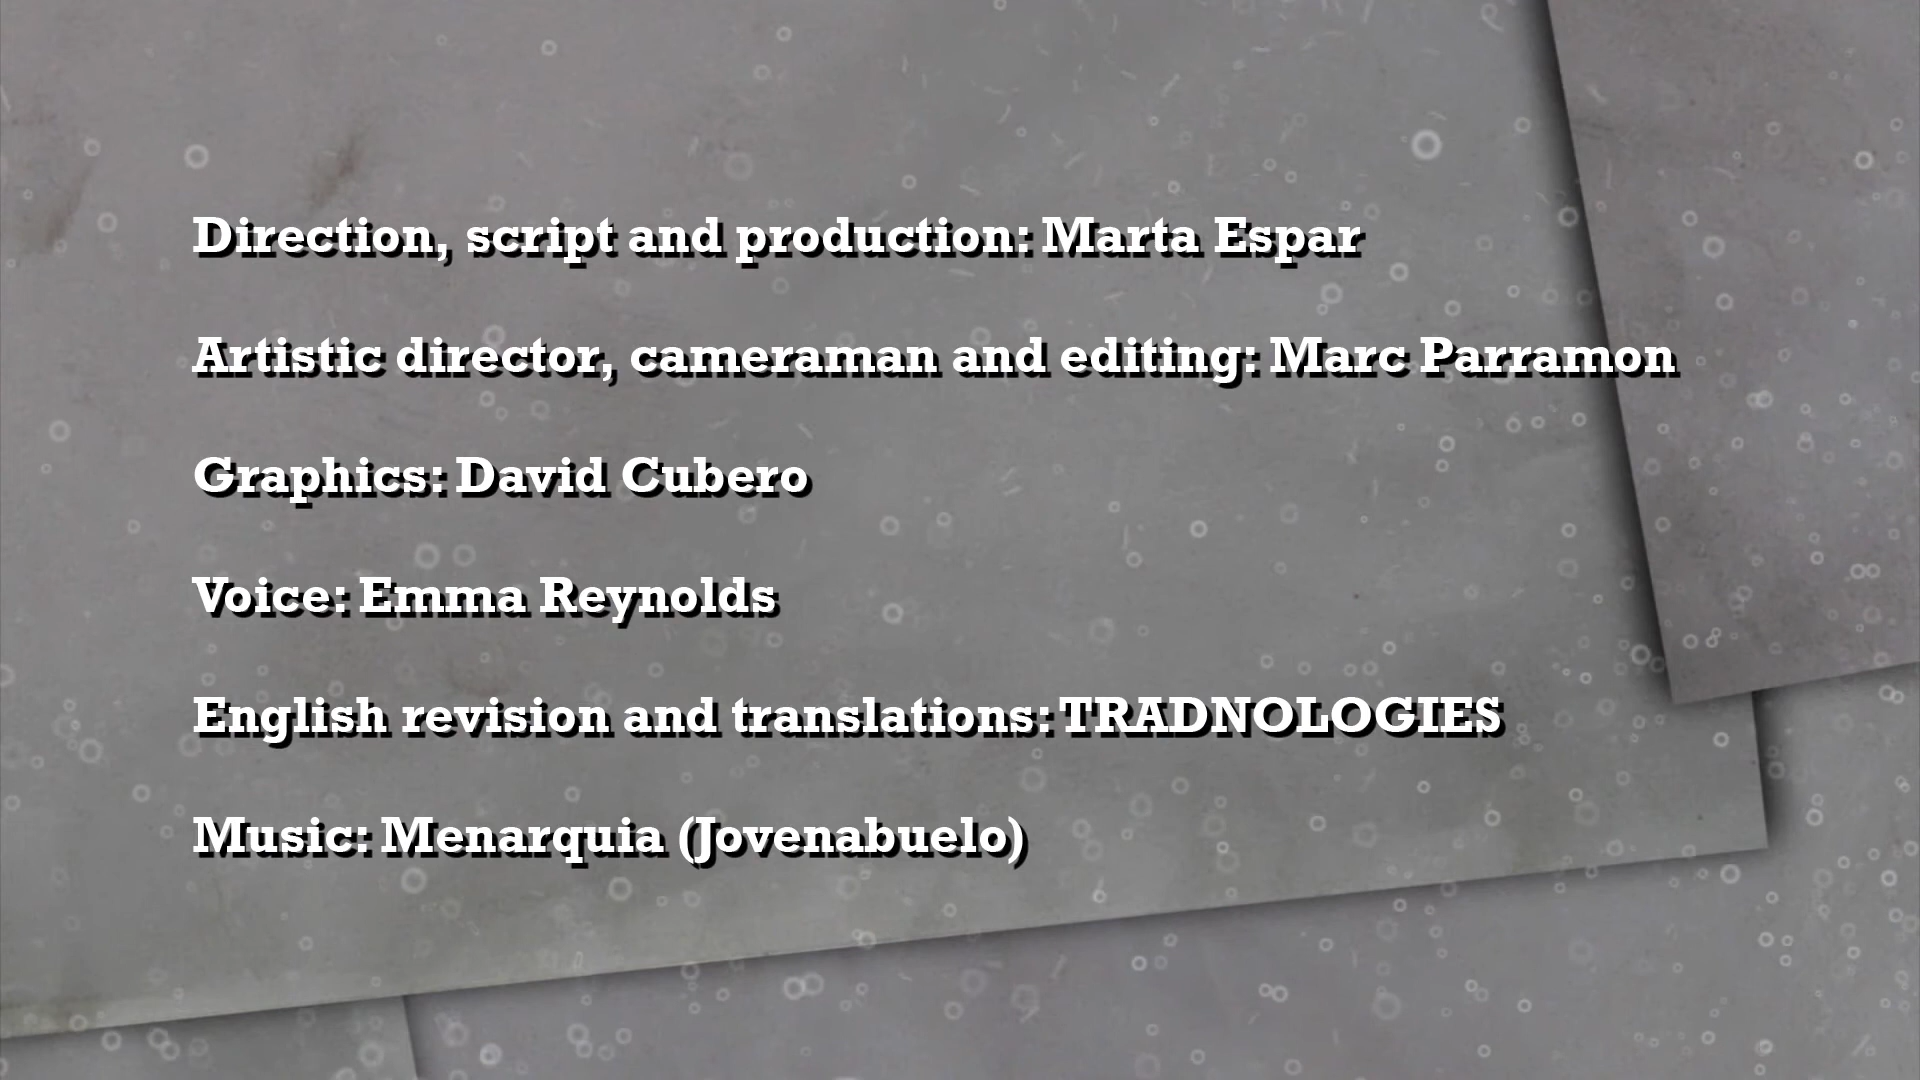 Direction, script and production: Marta Espar
Artistic director, cameraman and editing: Marc Parramon
Graphics: David Cubero
Voice: Emma Reynolds
English revision and translations: TRADNOLOGIES
Music: Menarquia (Jovenabuelo)